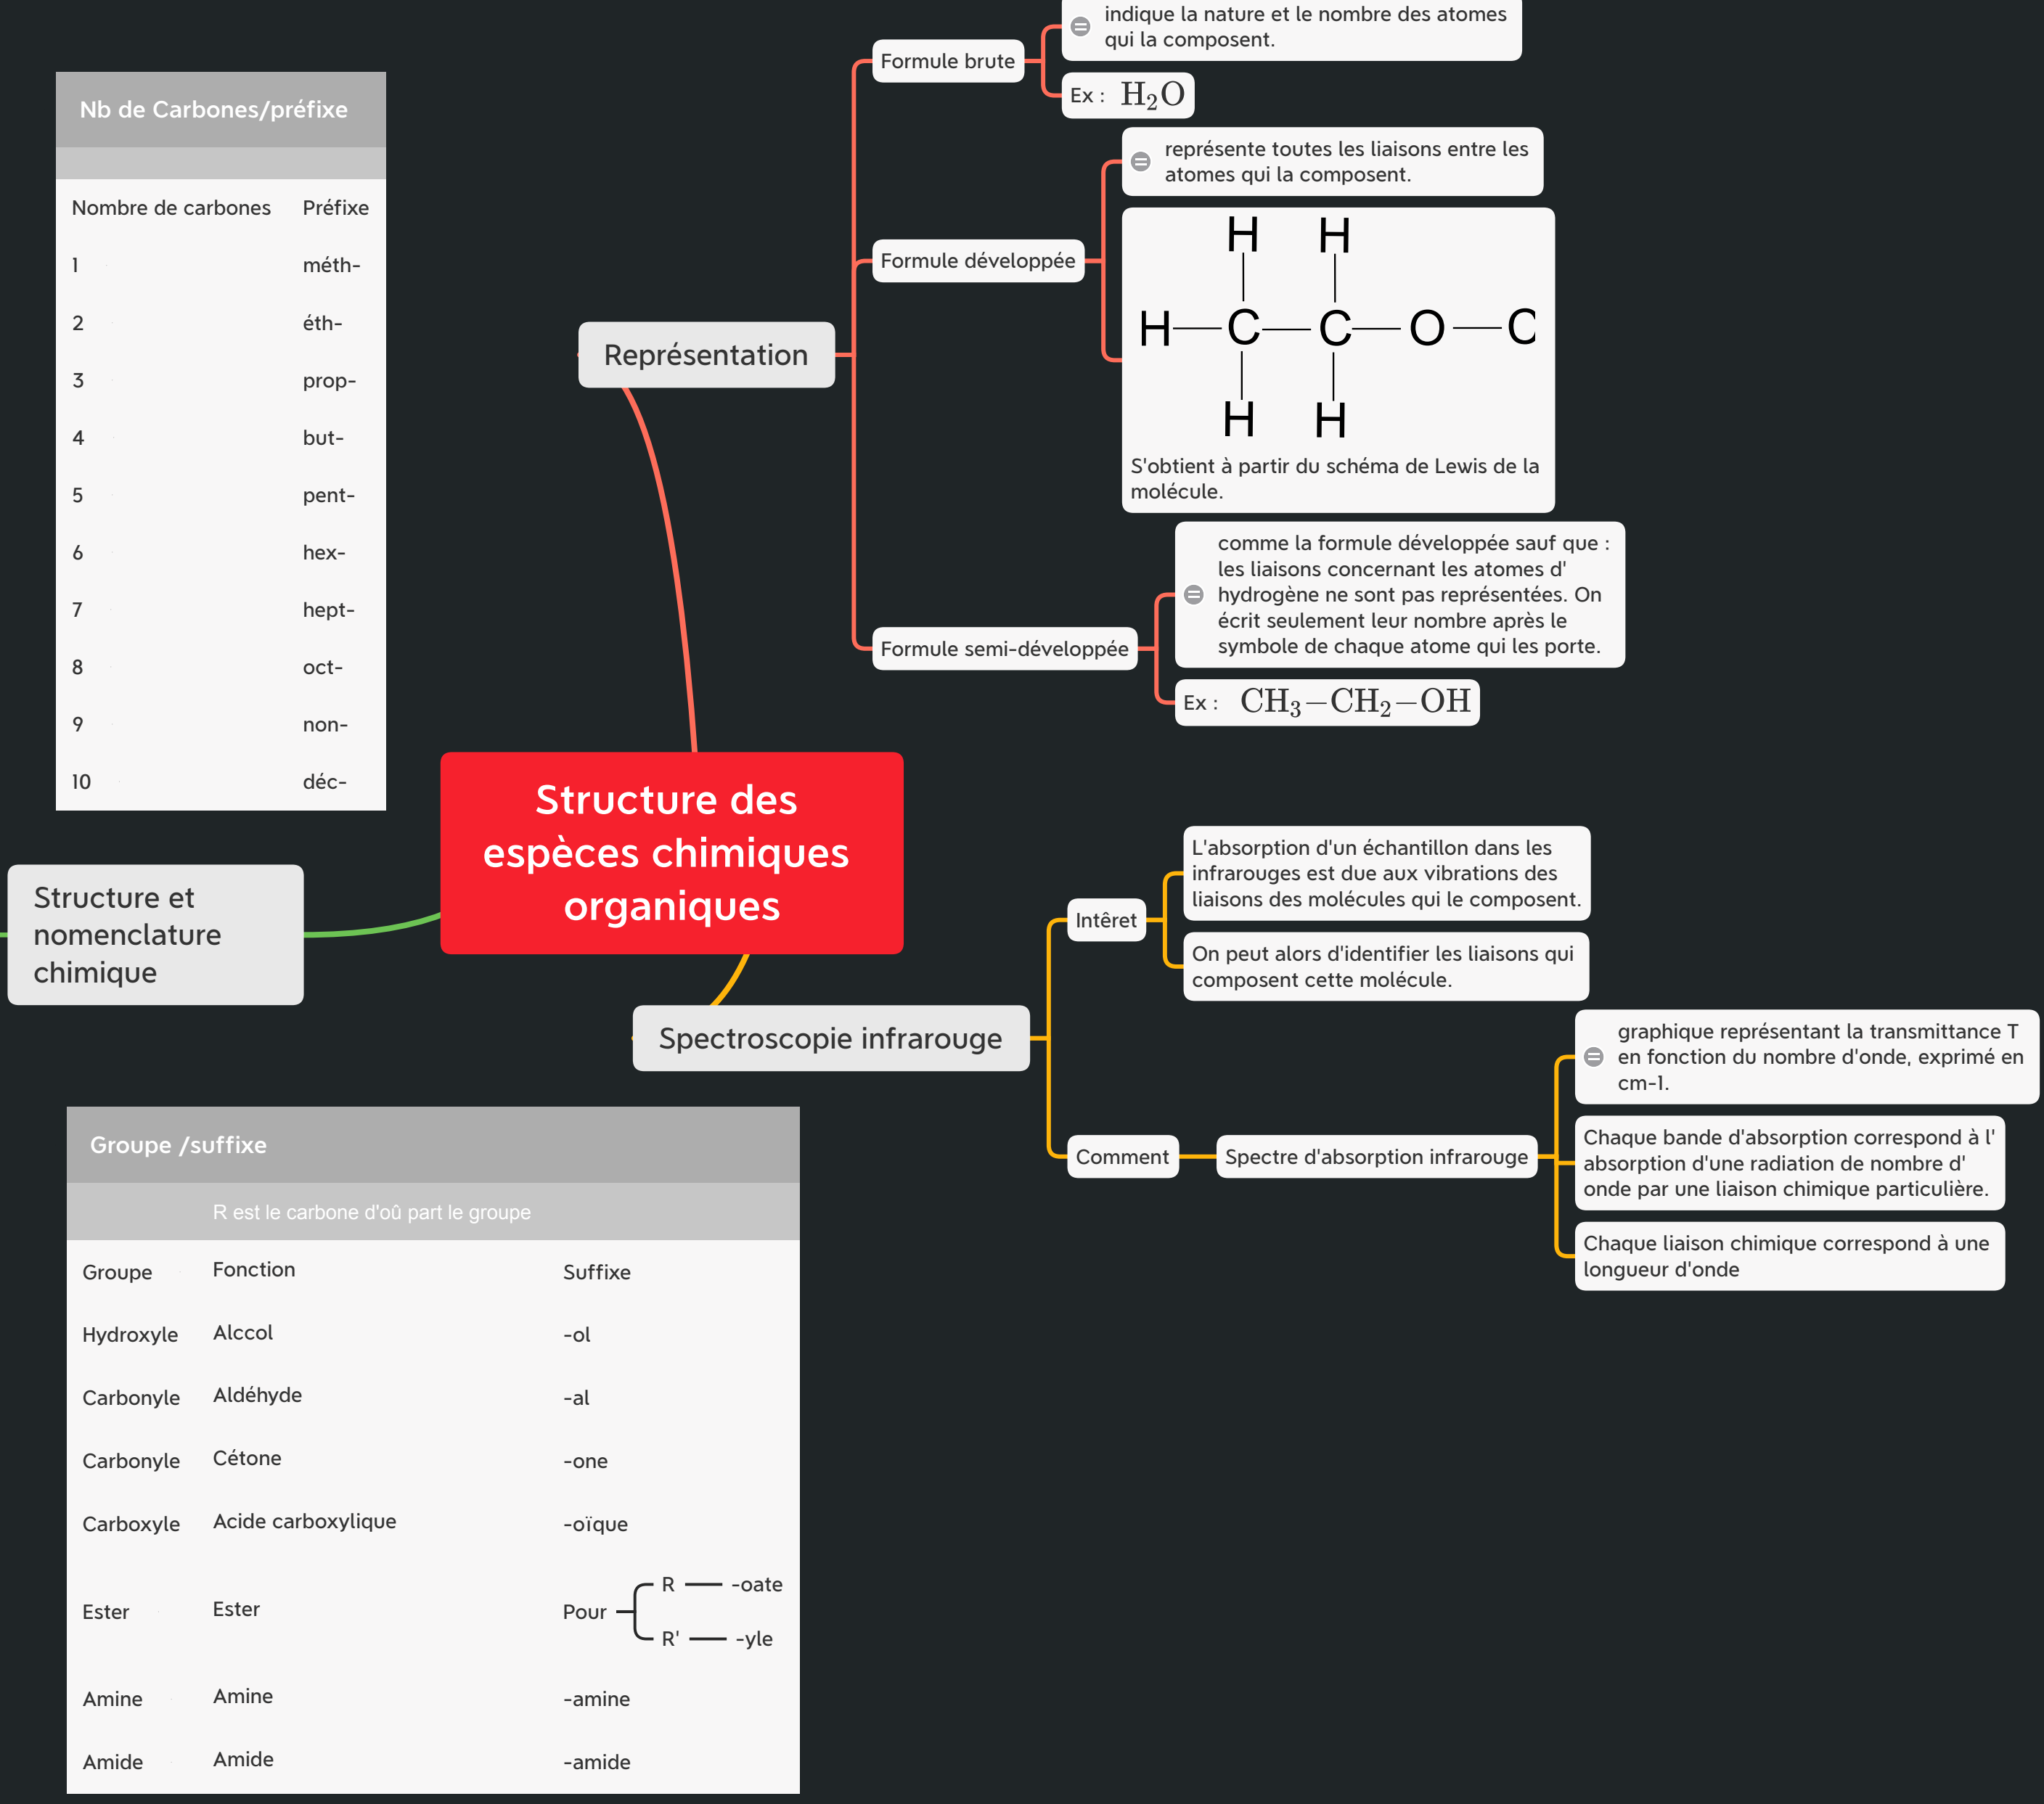 Nb de Carbones/préfixe
Nombre de carbones Préfixe
1 méth-
2 éth-
3 prop-
4 but-
5 pent-
6 hex-
7 hept-
8 oct-
9 non-
10 déc-
Structure des
espèces chimiques
organiques
Représentation
Formule brute
indique la nature et le nombre des atomes
qui la composent.
Ex : H₂O
Formule développée
représente toutes les liaisons entre les
atomes qui la composent.
H H
H C C O C
H H
S'obtient à partir du schéma de Lewis de la
molécule.
Formule semi-développée
comme la formule développée sauf que :
les liaisons concernant les atomes d'
hydrogène ne sont pas représentées. On
écrit seulement leur nombre après le
symbole de chaque atome qui les porte.
Ex : CH₃−CH₂−OH
Structure et
nomenclature
chimique
Spectroscopie infrarouge
Intêret
L'absorption d'un échantillon dans les
infrarouges est due aux vibrations des
liaisons des molécules qui le composent.
On peut alors d'identifier les liaisons qui
composent cette molécule.
Comment
Spectre d'absorption infrarouge
graphique représentant la transmittance T
en fonction du nombre d'onde, exprimé en
cm-1.
Chaque bande d'absorption correspond à l'
absorption d'une radiation de nombre d'
onde par une liaison chimique particulière.
Chaque liaison chimique correspond à une
longueur d'onde
Groupe /suffixe
R est le carbone d'oû part le groupe
Groupe Fonction Suffixe
Hydroxyle Alccol -ol
Carbonyle Aldéhyde -al
Carbonyle Cétone -one
Carboxyle Acide carboxylique -oïque
Ester Ester Pour R -oate
R' -yle
Amine Amine -amine
Amide Amide -amide